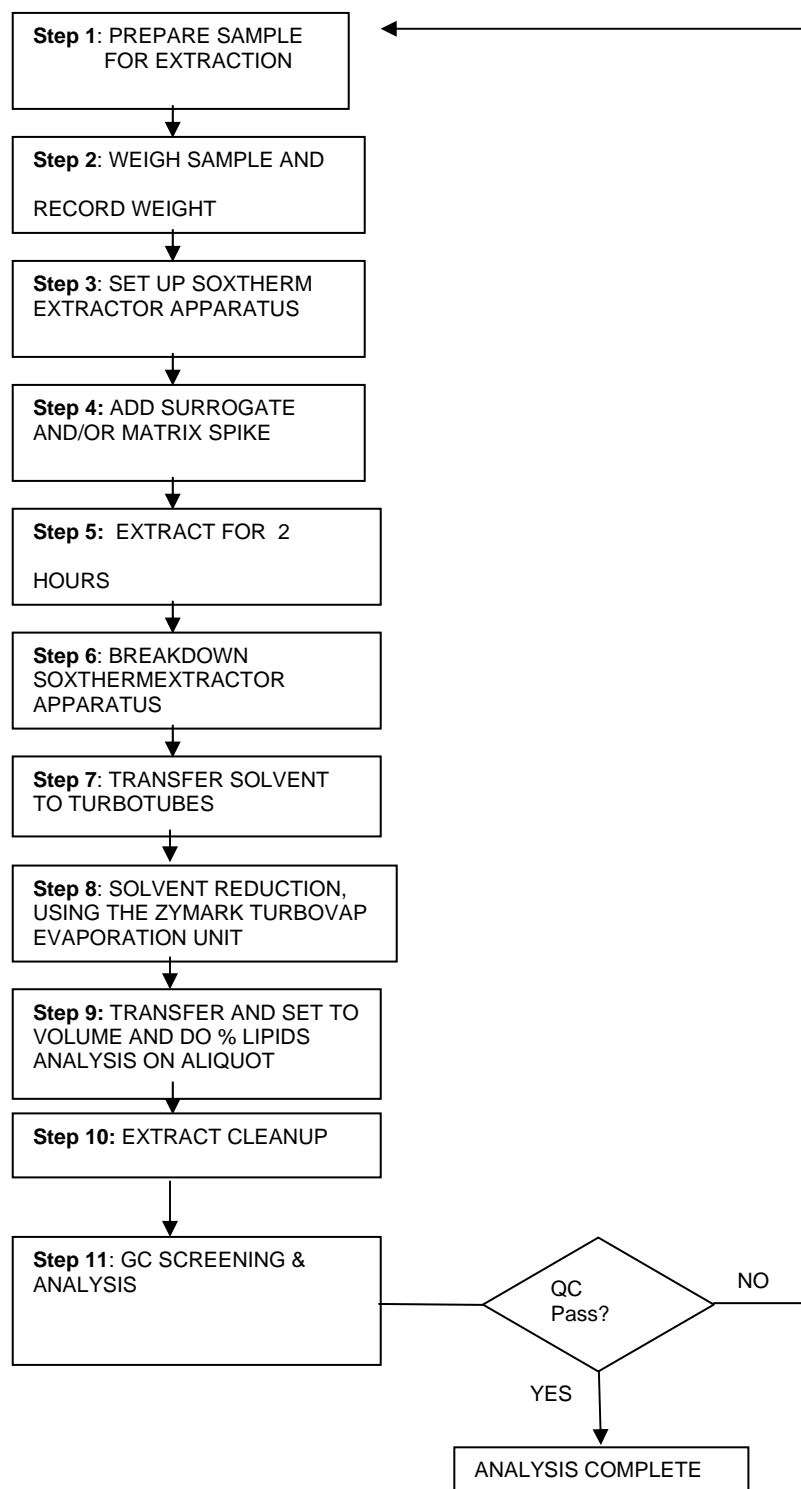 Step 1: PREPARE SAMPLE
FOR EXTRACTION
Step 2: WEIGH SAMPLE AND
RECORD WEIGHT
Step 3: SET UP SOXTHERM
EXTRACTOR APPARATUS
Step 4: ADD SURROGATE
AND/OR MATRIX SPIKE
Step 5: EXTRACT FOR 2
HOURS
Step 6: BREAKDOWN
SOXTHERMEXTRACTOR
APPARATUS
Step 7: TRANSFER SOLVENT
TO TURBOTUBES
Step 8: SOLVENT REDUCTION,
USING THE ZYMARK TURBOVAP
EVAPORATION UNIT
Step 9: TRANSFER AND SET TO
VOLUME AND DO % LIPIDS
ANALYSIS ON ALIQUOT
Step 10: EXTRACT CLEANUP
Step 11: GC SCREENING &
ANALYSIS
QC
Pass?
NO
YES
ANALYSIS COMPLETE